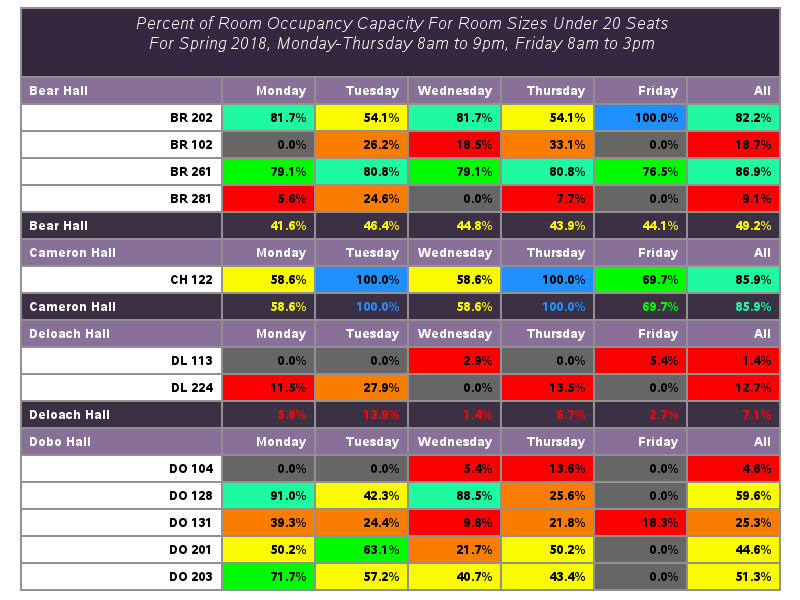 Percent of Room Occupancy Capacity For Room Sizes Under 20 Seats
For Spring 2018, Monday-Thursday 8am to 9pm, Friday 8am to 3pm
Bear Hall Monday Tuesday Wednesday Thursday Friday All
BR 202 81.7% 54.1% 81.7% 54.1% 100.0% 82.2%
BR 102 0.0% 26.2% 18.5% 33.1% 0.0% 18.7%
BR 261 79.1% 80.8% 79.1% 80.8% 76.5% 86.9%
BR 281 5.6% 24.6% 0.0% 7.7% 0.0% 9.1%
Bear Hall 41.6% 46.4% 44.8% 43.9% 44.1% 49.2%
Cameron Hall Monday Tuesday Wednesday Thursday Friday All
CH 122 58.6% 100.0% 58.6% 100.0% 69.7% 85.9%
Cameron Hall 58.6% 100.0% 58.6% 100.0% 69.7% 85.9%
Deloach Hall Monday Tuesday Wednesday Thursday Friday All
DL 113 0.0% 0.0% 2.9% 0.0% 5.4% 1.4%
DL 224 11.5% 27.9% 0.0% 13.5% 0.0% 12.7%
Deloach Hall 5.8% 13.9% 1.4% 6.7% 2.7% 7.1%
Dobo Hall Monday Tuesday Wednesday Thursday Friday All
DO 104 0.0% 0.0% 5.4% 13.6% 0.0% 4.6%
DO 128 91.0% 42.3% 88.5% 25.6% 0.0% 59.6%
DO 131 39.3% 24.4% 9.8% 21.8% 18.3% 25.3%
DO 201 50.2% 63.1% 21.7% 50.2% 0.0% 44.6%
DO 203 71.7% 57.2% 40.7% 43.4% 0.0% 51.3%